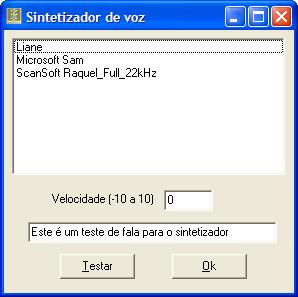 Sintetizador de voz
Liane
Microsoft Sam
ScanSoft Raquel_Full_22kHz
Velocidade (-10 a 10) 0
Este é um teste de fala para o sintetizador
Testar Ok